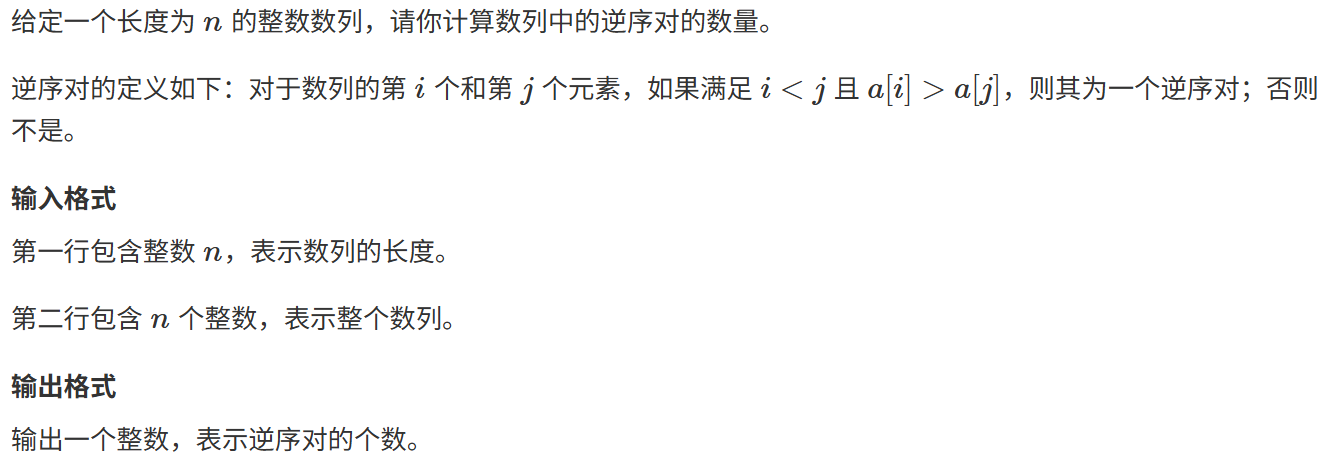 给定一个长度为 n 的整数数列，请你计算数列中的逆序对的数量。
逆序对的定义如下：对于数列的第 i 个和第 j 个元素，如果满足 i < j 且 a[i] > a[j]，则其为一个逆序对；否则
不是。
输入格式
第一行包含整数 n，表示数列的长度。
第二行包含 n 个整数，表示整个数列。
输出格式
输出一个整数，表示逆序对的个数。